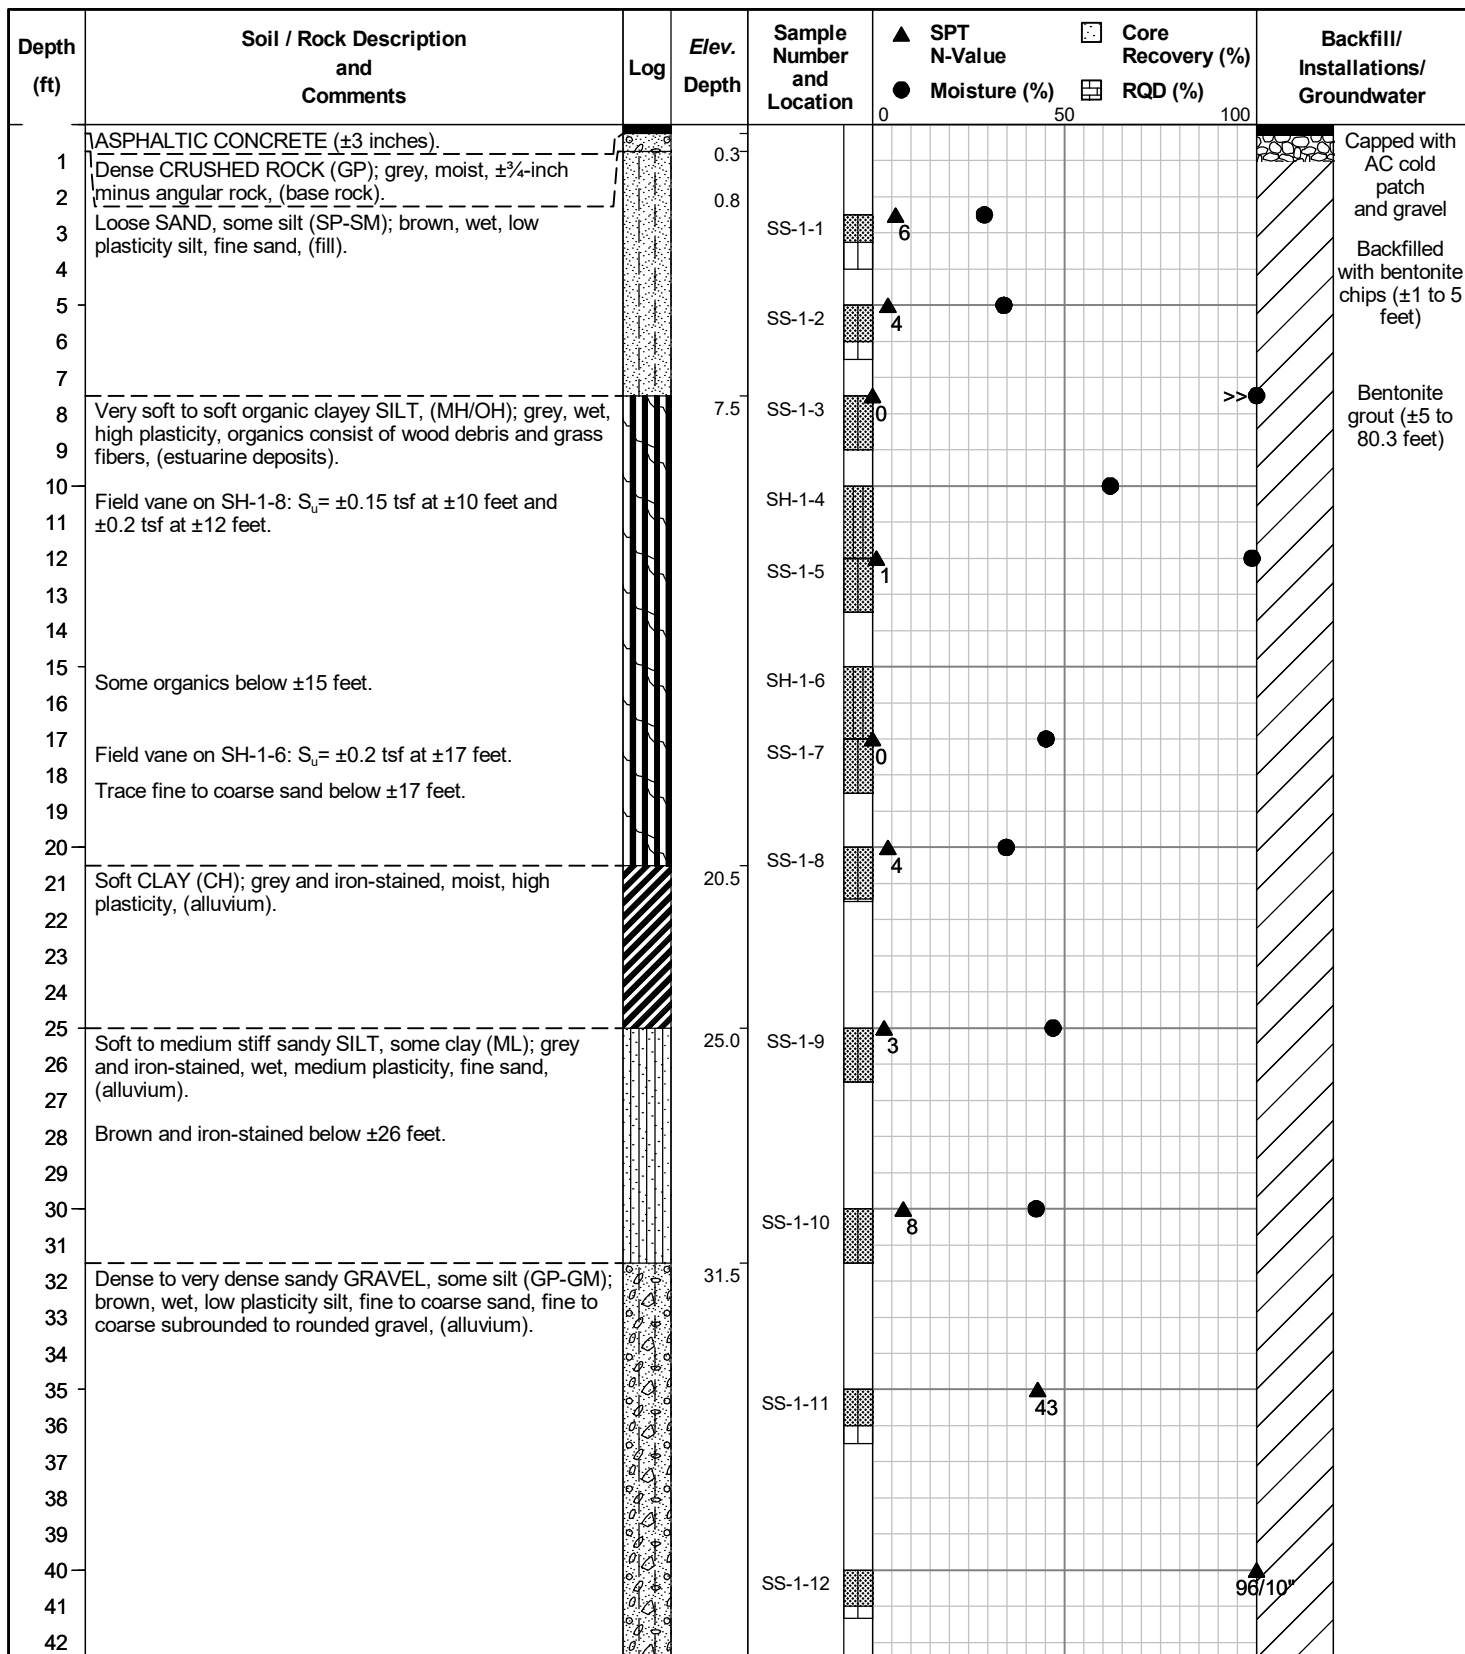 Depth
(ft)
Soil / Rock Description
and
Comments
Log
Elev.
Depth
Sample
Number
and
Location
▲ SPT
N-Value
Core
Recovery (%)
● Moisture (%)
RQD (%)
0 50 100
Backfill/
Installations/
Groundwater
ASPHALTIC CONCRETE (±3 inches).
0.3
1
Dense CRUSHED ROCK (GP); grey, moist, ±¾-inch
minus angular rock, (base rock).
2
0.8
Loose SAND, some silt (SP-SM); brown, wet, low
plasticity silt, fine sand, (fill).
3
SS-1-1
6
4
5
SS-1-2
4
6
7
Capped with
AC cold
patch
and gravel
Backfilled
with bentonite
chips (±1 to 5
feet)
8
Very soft to soft organic clayey SILT, (MH/OH); grey, wet,
high plasticity, organics consist of wood debris and grass
fibers, (estuarine deposits).
7.5
SS-1-3
0
>>
Bentonite
grout (±5 to
80.3 feet)
9
10
Field vane on SH-1-8: Su= ±0.15 tsf at ±10 feet and
±0.2 tsf at ±12 feet.
SH-1-4
11
12
SS-1-5
1
13
14
15
Some organics below ±15 feet.
SH-1-6
16
17
Field vane on SH-1-6: Su= ±0.2 tsf at ±17 feet.
SS-1-7
0
18
Trace fine to coarse sand below ±17 feet.
19
20
SS-1-8
4
21
Soft CLAY (CH); grey and iron-stained, moist, high
plasticity, (alluvium).
20.5
22
23
24
25
Soft to medium stiff sandy SILT, some clay (ML); grey
and iron-stained, wet, medium plasticity, fine sand,
(alluvium).
25.0
SS-1-9
3
26
27
28
Brown and iron-stained below ±26 feet.
29
30
SS-1-10
8
31
32
Dense to very dense sandy GRAVEL, some silt (GP-GM);
brown, wet, low plasticity silt, fine to coarse sand, fine to
coarse subrounded to rounded gravel, (alluvium).
31.5
33
34
35
SS-1-11
43
36
37
38
39
40
SS-1-12
96/10"
41
42